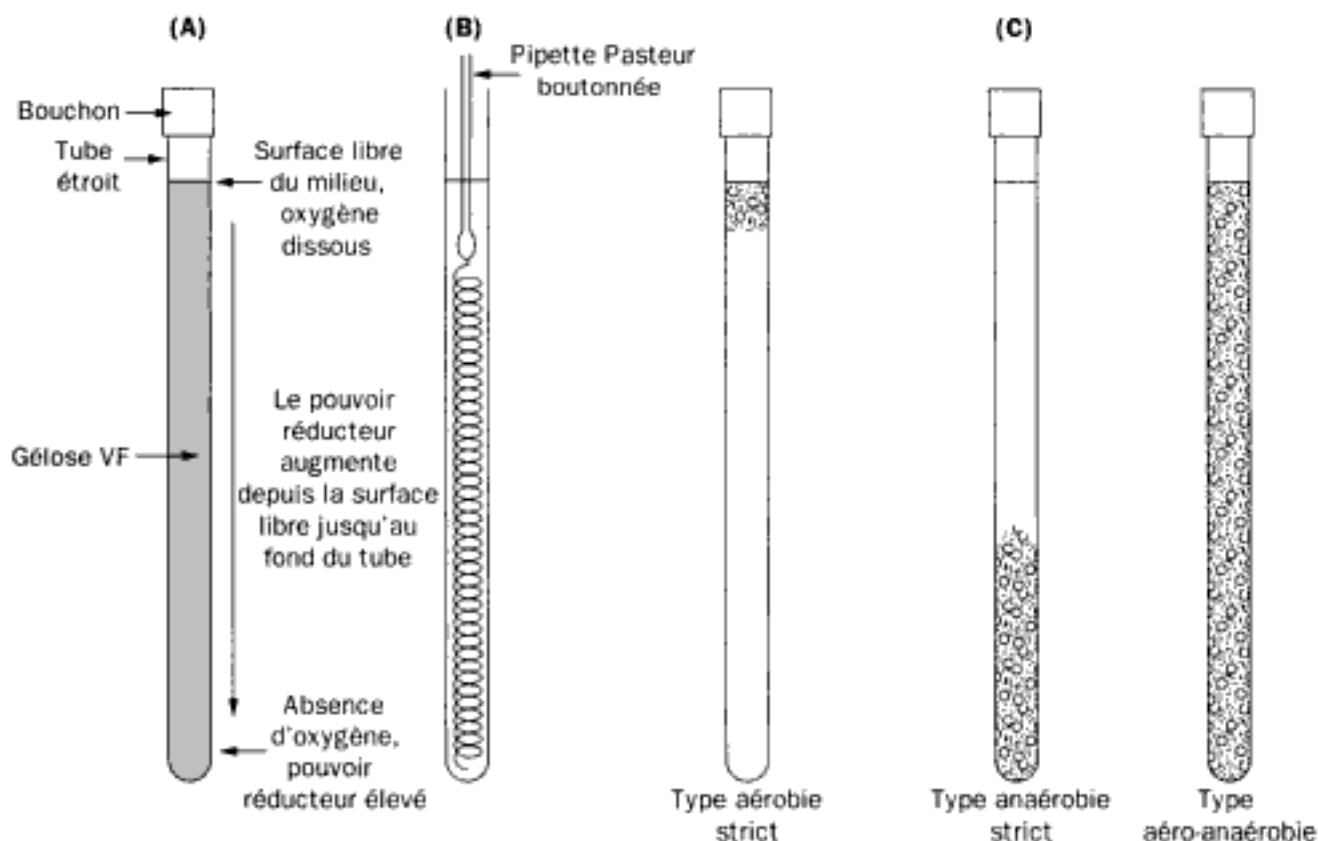 (A)
(B)
(C)
Pipette Pasteur
boutonnée
Bouchon
Tube
étroit
Surface libre
du milieu,
oxygène
dissous
Le pouvoir
réducteur
augmente
depuis la surface
libre jusqu'au
fond du tube
Gélose VF
Absence
d'oxygène,
pouvoir
réducteur élevé
Type aérobie
strict
Type anaérobie
strict
Type
aéro-anaérobie